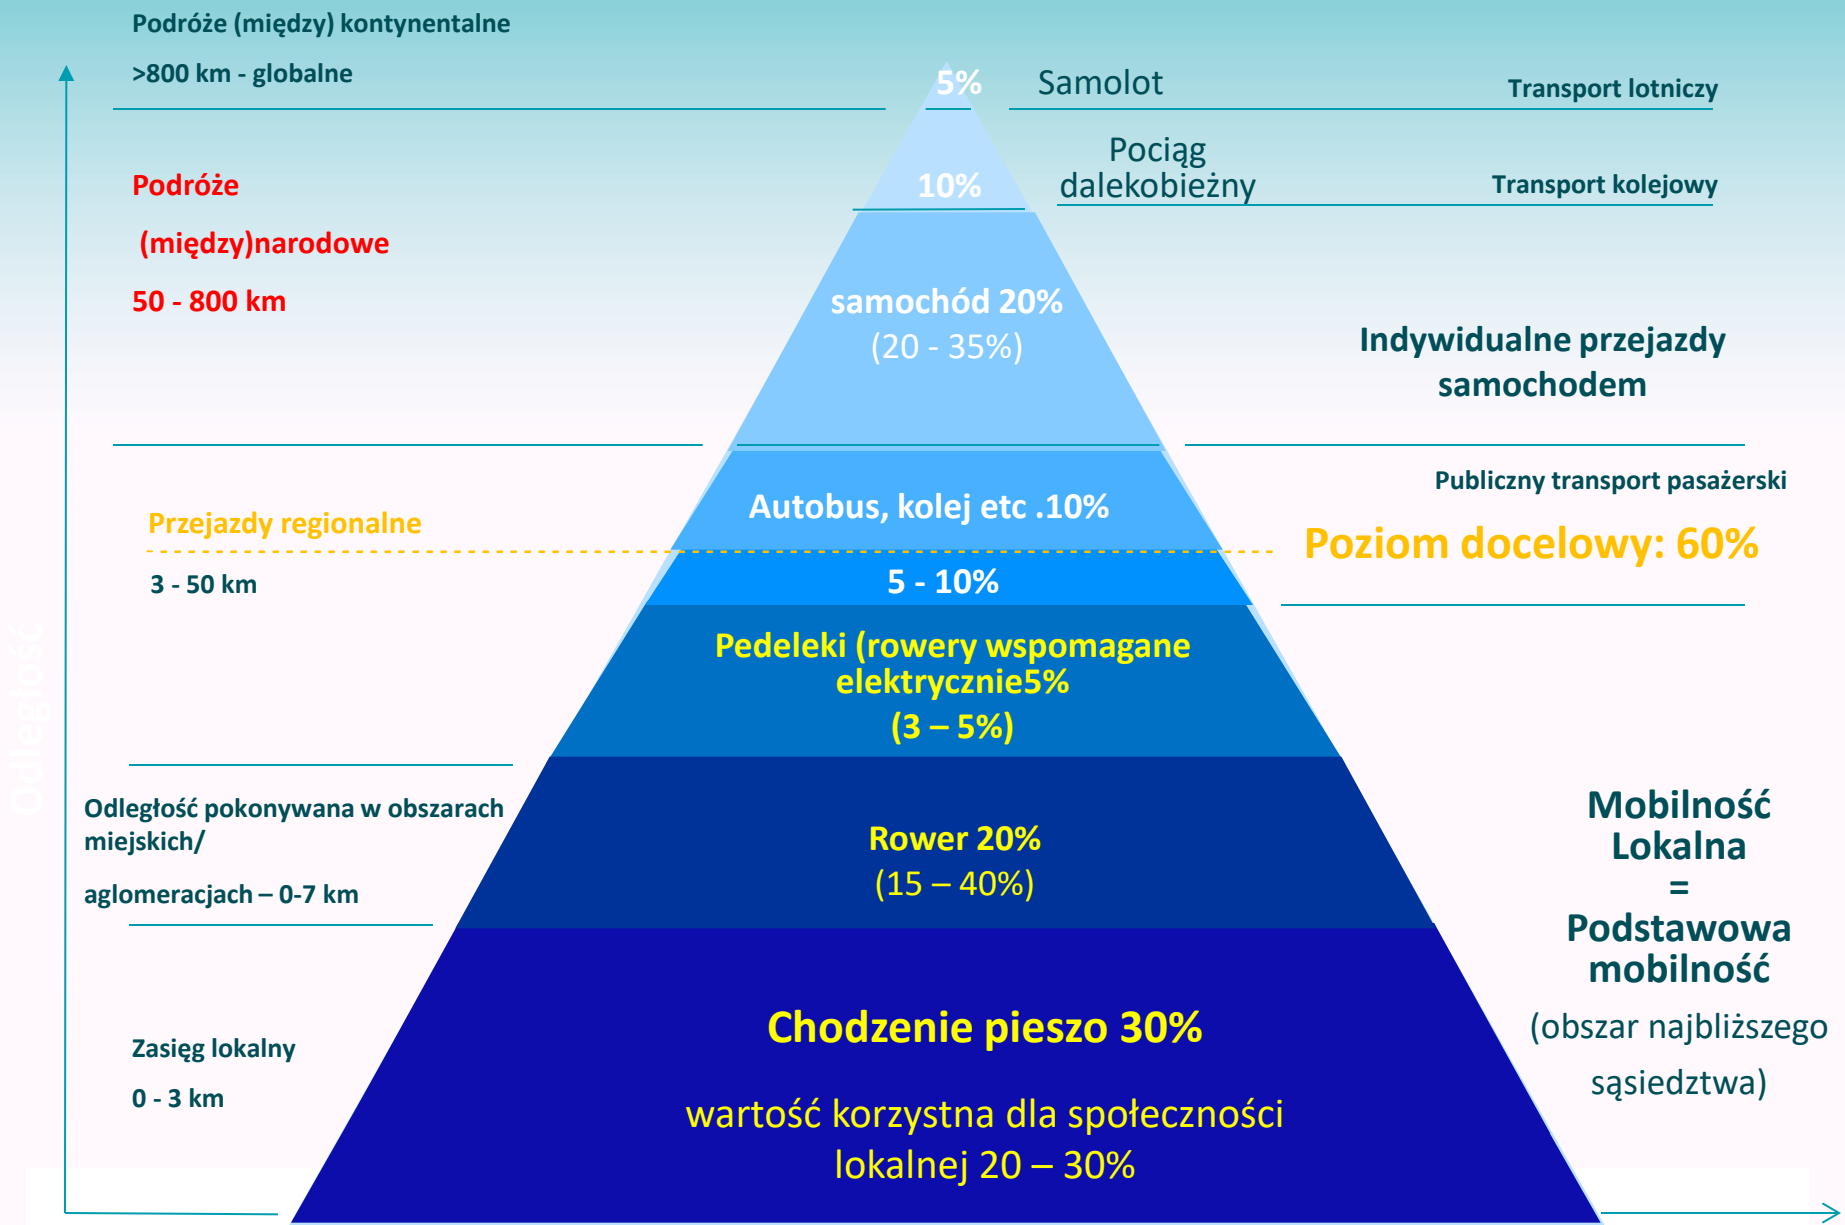 Podróże (między) kontynentalne
>800 km - globalne
5%
Samolot
Transport lotniczy
Podróże
(między)narodowe
50 - 800 km
10%
Pociąg
dalekobieżny
Transport kolejowy
samochód 20%
(20 - 35%)
Indywidualne przejazdy
samochodem
Przejazdy regionalne
3 - 50 km
Autobus, kolej etc .10%
Publiczny transport pasażerski
Poziom docelowy: 60%
5 - 10%
Pedeleki (rowery wspomagane
elektrycznie5%
(3 – 5%)
Odległość
Odległość pokonywana w obszarach
miejskich/
aglomeracjach – 0-7 km
Rower 20%
(15 – 40%)
Mobilność
Lokalna
=
Podstawowa
mobilność
(obszar najbliższego
sąsiedztwa)
Zasięg lokalny
0 - 3 km
Chodzenie pieszo 30%
wartość korzystna dla społeczności
lokalnej 20 – 30%